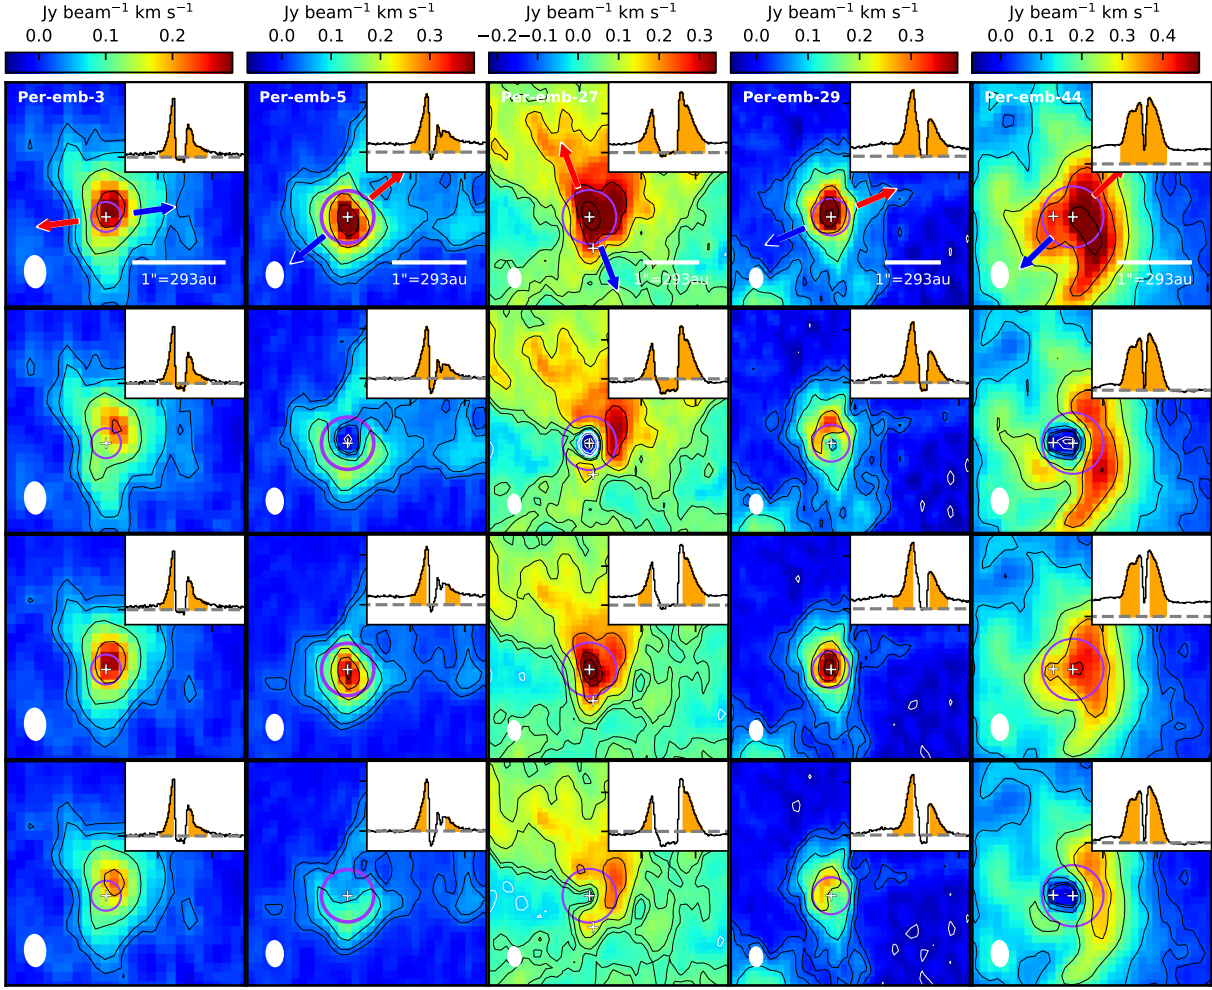 Jy beam⁻¹ km s⁻¹ Jy beam⁻¹ km s⁻¹ Jy beam⁻¹ km s⁻¹ Jy beam⁻¹ km s⁻¹ Jy beam⁻¹ km s⁻¹
0.0 0.1 0.2 0.0 0.1 0.2 0.3 −0.2 −0.1 0.0 0.1 0.3 0.0 0.1 0.3 0.0 0.1 0.2 0.3 0.4
Per-emb-3 Per-emb-5 Per-emb-27 Per-emb-29 Per-emb-44
1"=293au 1"=293au 1"=293au 1"=293au 1"=293au